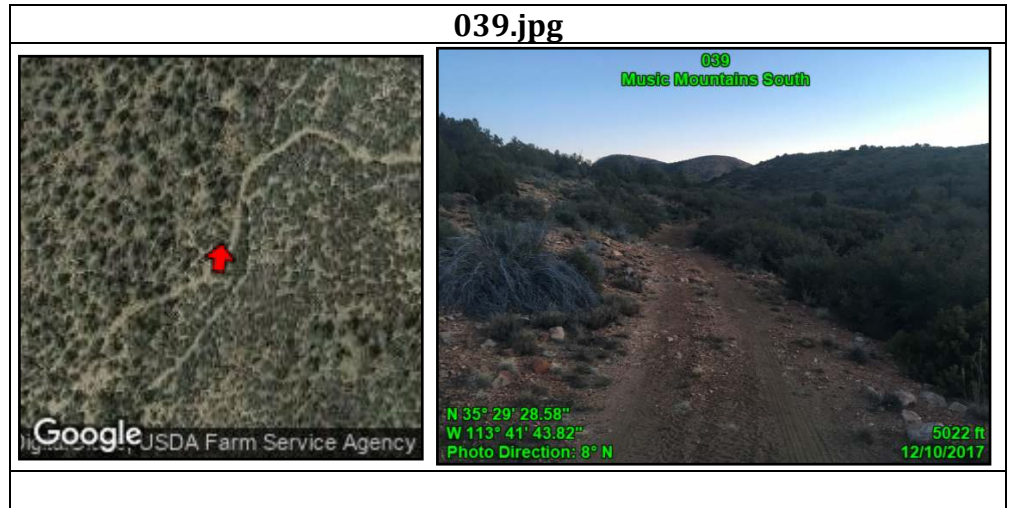 039.jpg
039
Music Mountains South
N 35° 29' 28.58"
W 113° 41' 43.82"
Photo Direction: 8° N
5022 ft
12/10/2017
Google
USDA Farm Service Agency